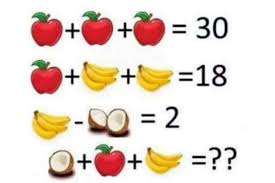 + + = 30
+ + =18
- = 2
+ + =??